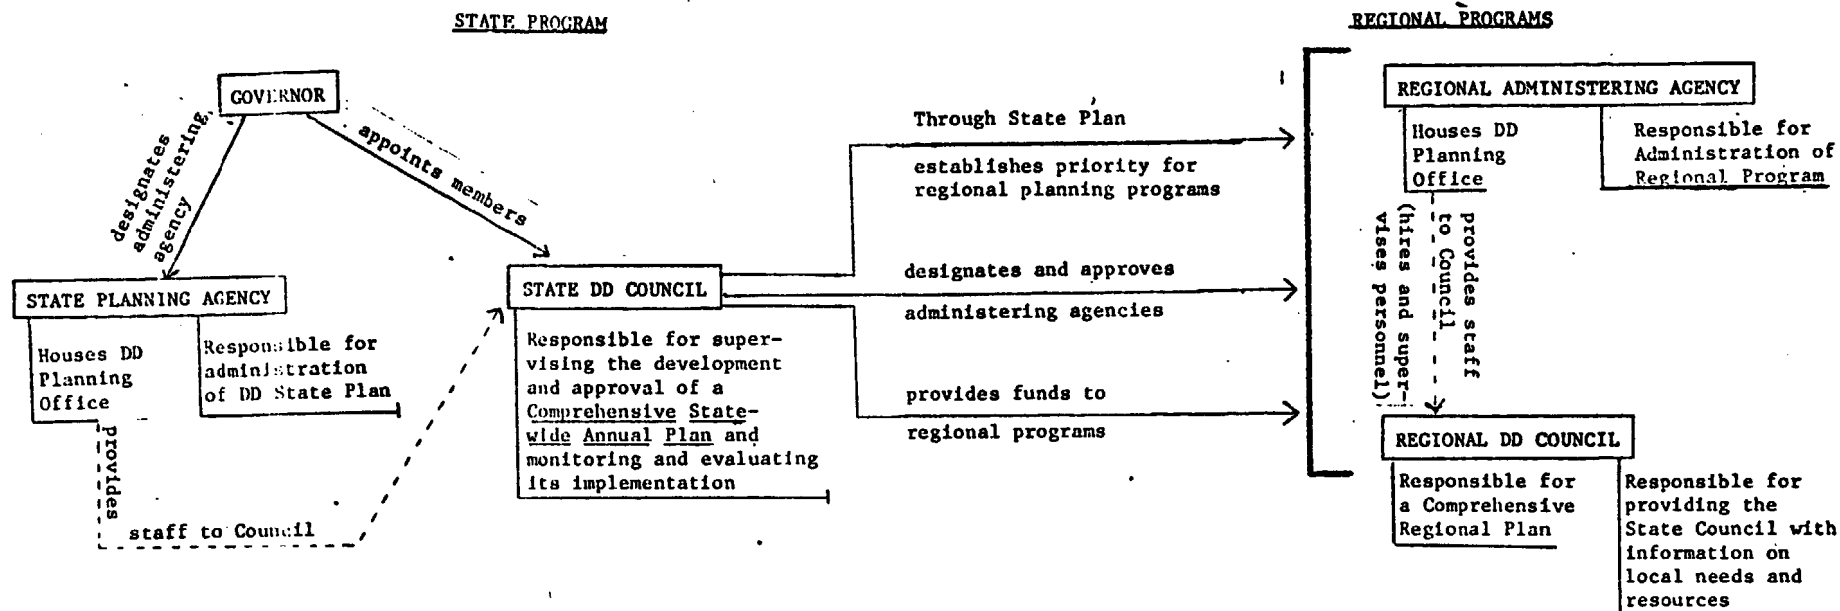 STATE PROGRAM
REGIONAL PROGRAMS
GOVERNOR
designates
administering
agency
appoints members
STATE PLANNING AGENCY
Houses DD
Planning
Office
Responsible for
administration
of DD State Plan
provides
staff to Council
STATE DD COUNCIL
Responsible for super-
vising the development
and approval of a
Comprehensive State-
wide Annual Plan and
monitoring and evaluating
its implementation
Through State Plan
establishes priority for
regional planning programs
designates and approves
administering agencies
provides funds to
regional programs
REGIONAL ADMINISTERING AGENCY
Houses DD
Planning
Office
Responsible for
Administration of
Regional Program
provides staff
to Council
(hires and super-
vises personnel)
REGIONAL DD COUNCIL
Responsible for
a Comprehensive
Regional Plan
Responsible for
providing the
State Council with
information on
local needs and
resources